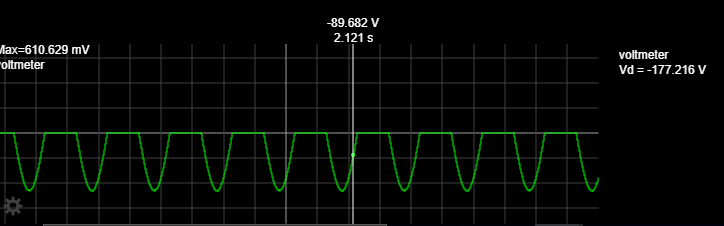 -89.682 V
2.121 s
Max=610.629 mV
voltmeter
voltmeter
Vd = -177.216 V